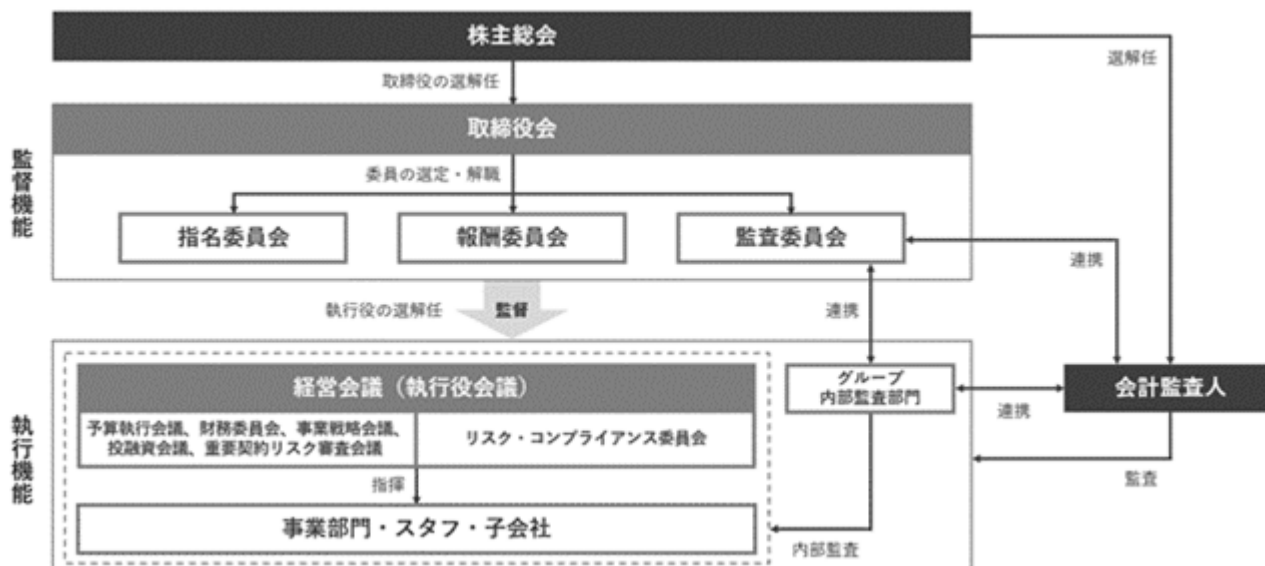 株主総会
選解任
取締役の選解任
取締役会
監督機能
委員の選定・解職
指名委員会
報酬委員会
監査委員会
連携
執行役の選解任
監督
連携
執行機能
経営会議（執行役会議）
予算執行会議、財務委員会、事業戦略会議、
投融資会議、重要契約リスク審査会議
リスク・コンプライアンス委員会
グループ
内部監査部門
連携
会計監査人
監査
指揮
事業部門・スタッフ・子会社
内部監査